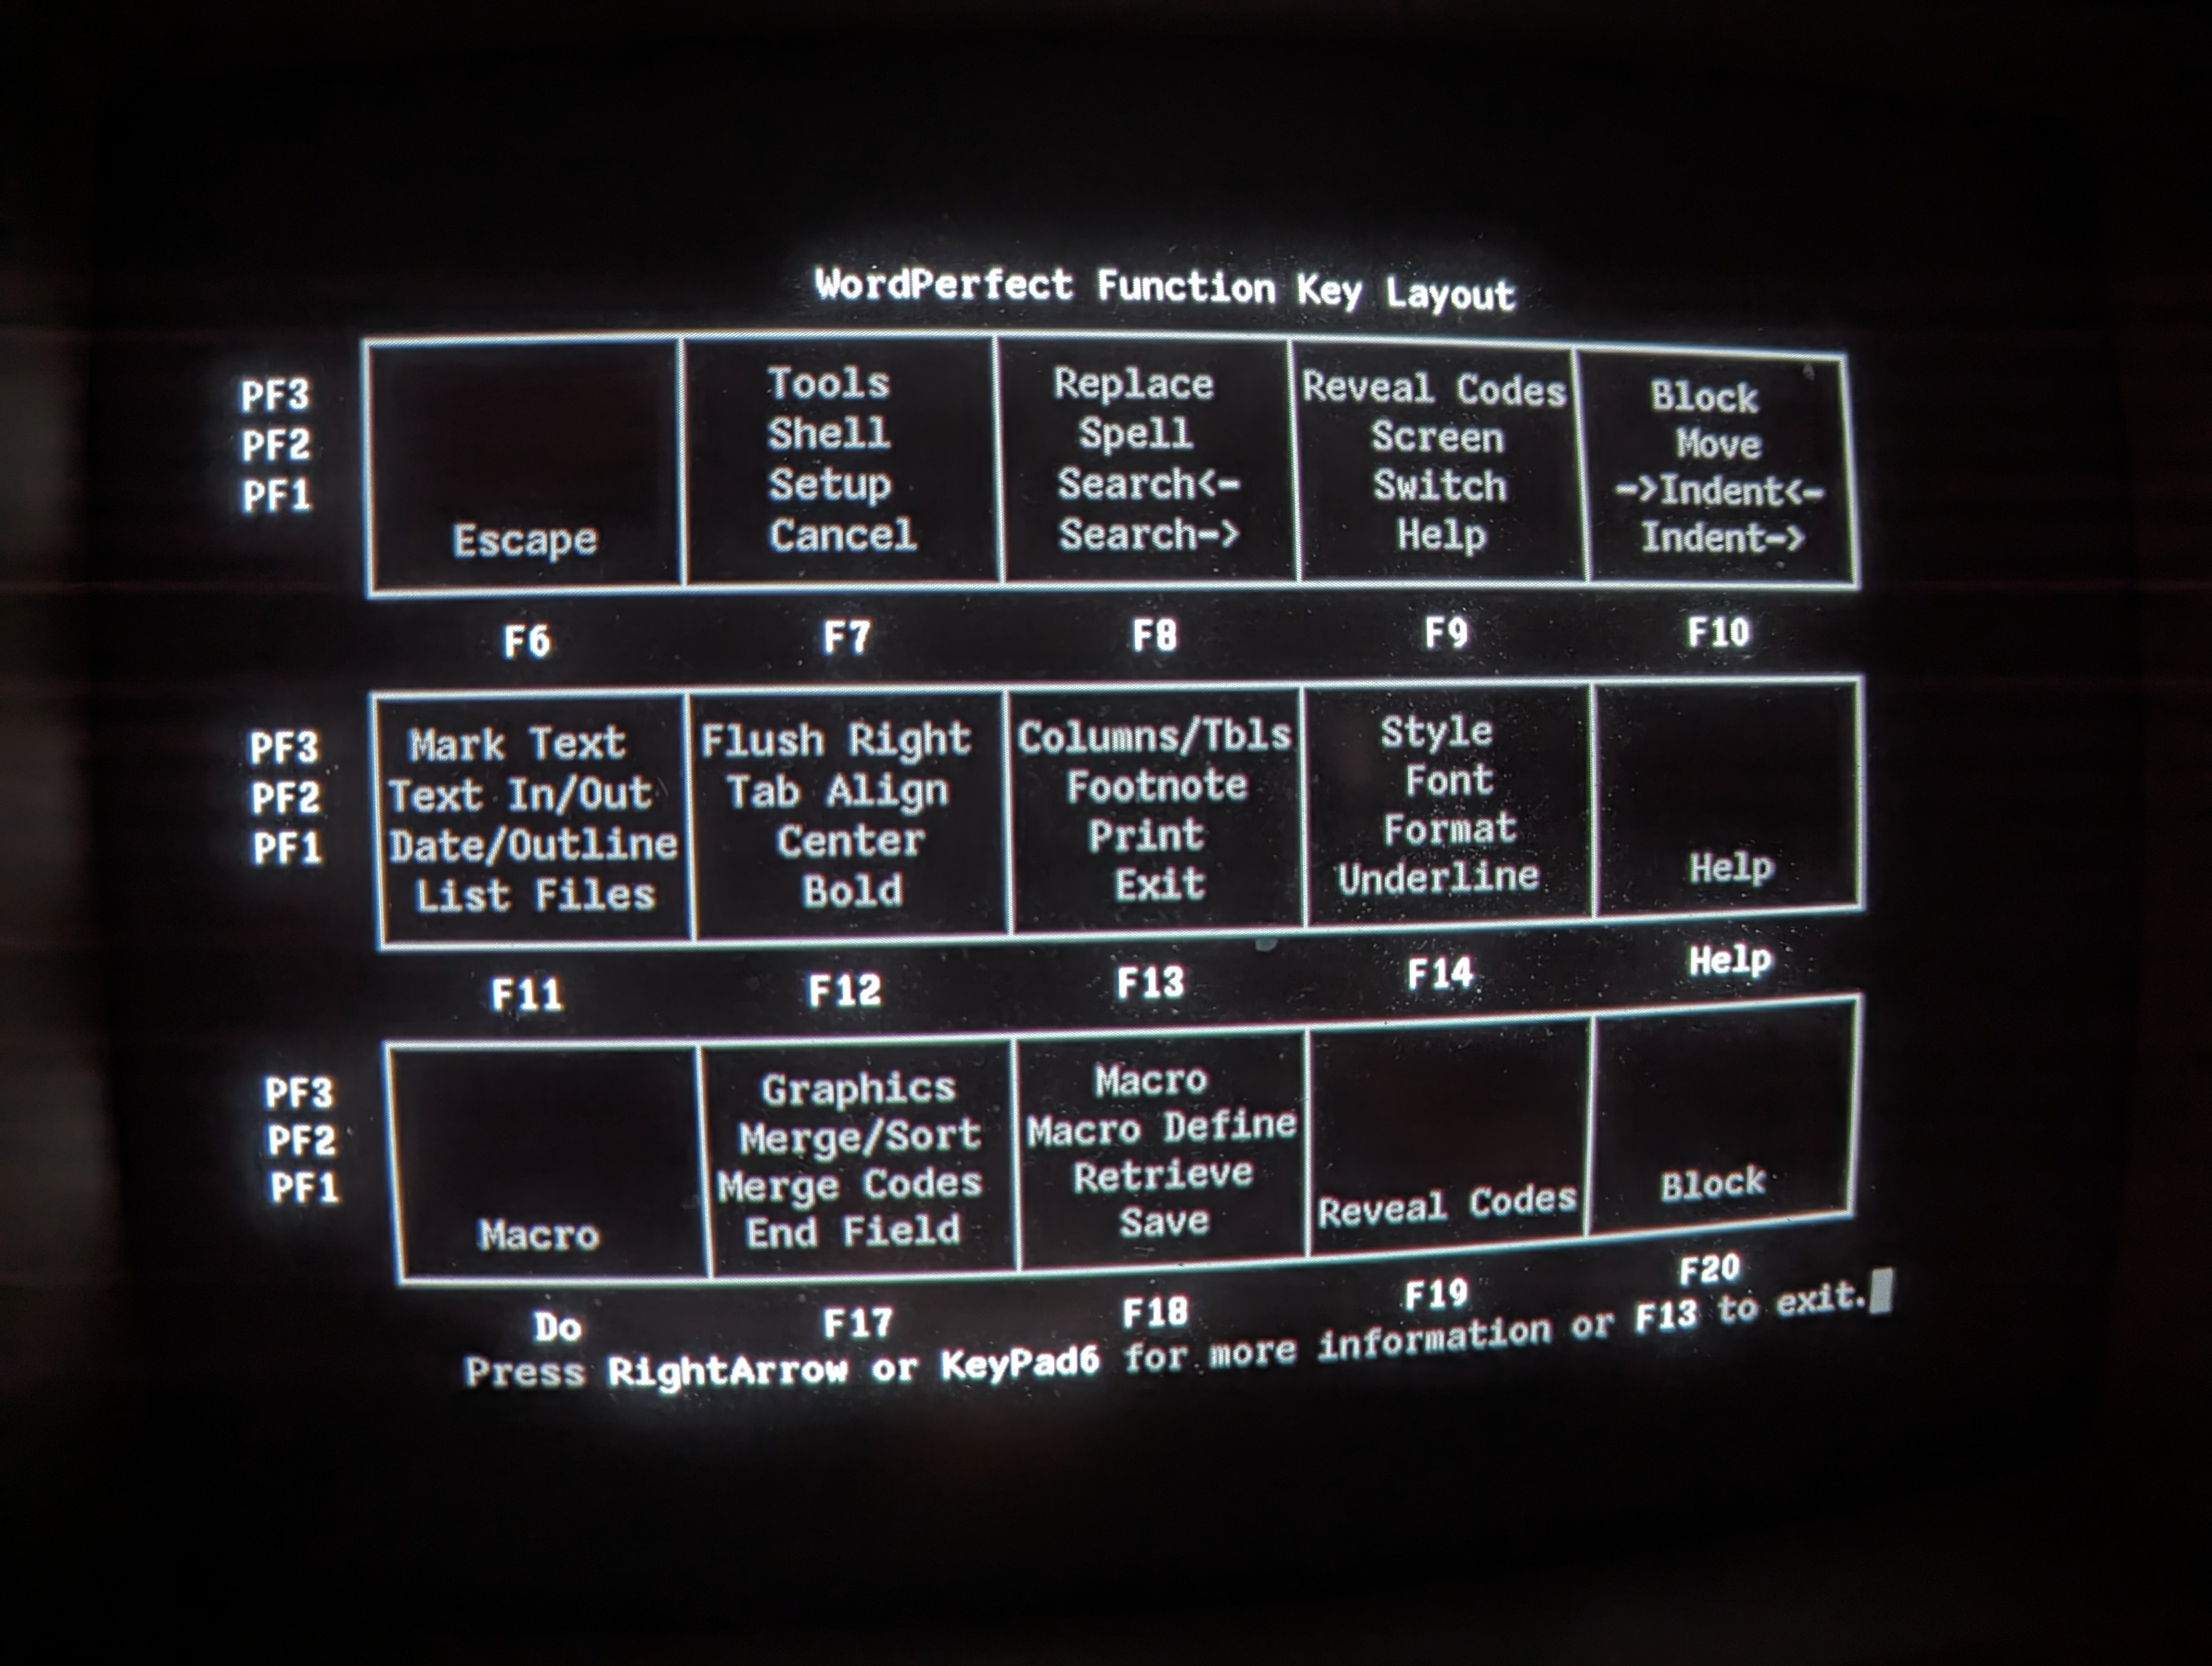 WordPerfect Function Key Layout
PF3 Tools Replace Reveal Codes Block
PF2 Shell Spell Screen Move
PF1 Setup Search<- Switch ->Indent<-
Escape Cancel Search-> Help Indent->
F6 F7 F8 F9 F10
PF3 Mark Text Flush Right Columns/Tbls Style
PF2 Text In/Out Tab Align Footnote Font
PF1 Date/Outline Center Print Format
List Files Bold Exit Underline Help
F11 F12 F13 F14 Help
PF3 Graphics Macro
PF2 Merge/Sort Macro Define
PF1 Merge Codes Retrieve
Macro End Field Save Reveal Codes Block
Do F17 F18 F19 F20
Press RightArrow or KeyPad6 for more information or F13 to exit.